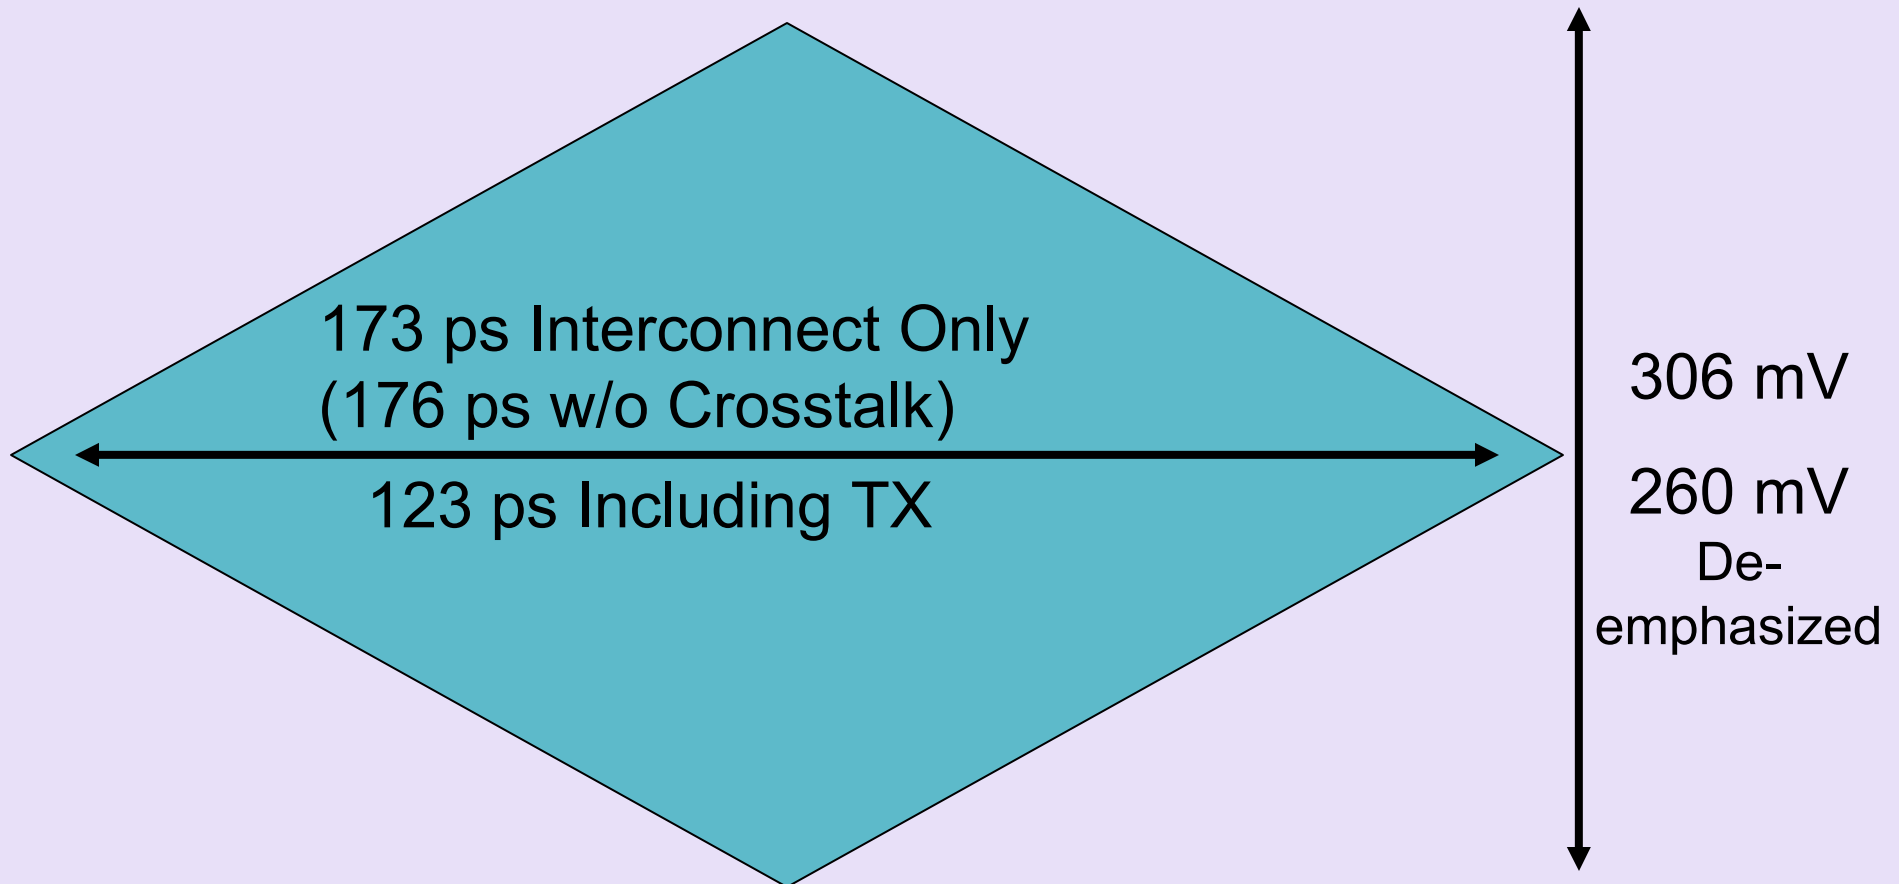 173 ps Interconnect Only
(176 ps w/o Crosstalk)
123 ps Including TX
306 mV
260 mV
De-
emphasized